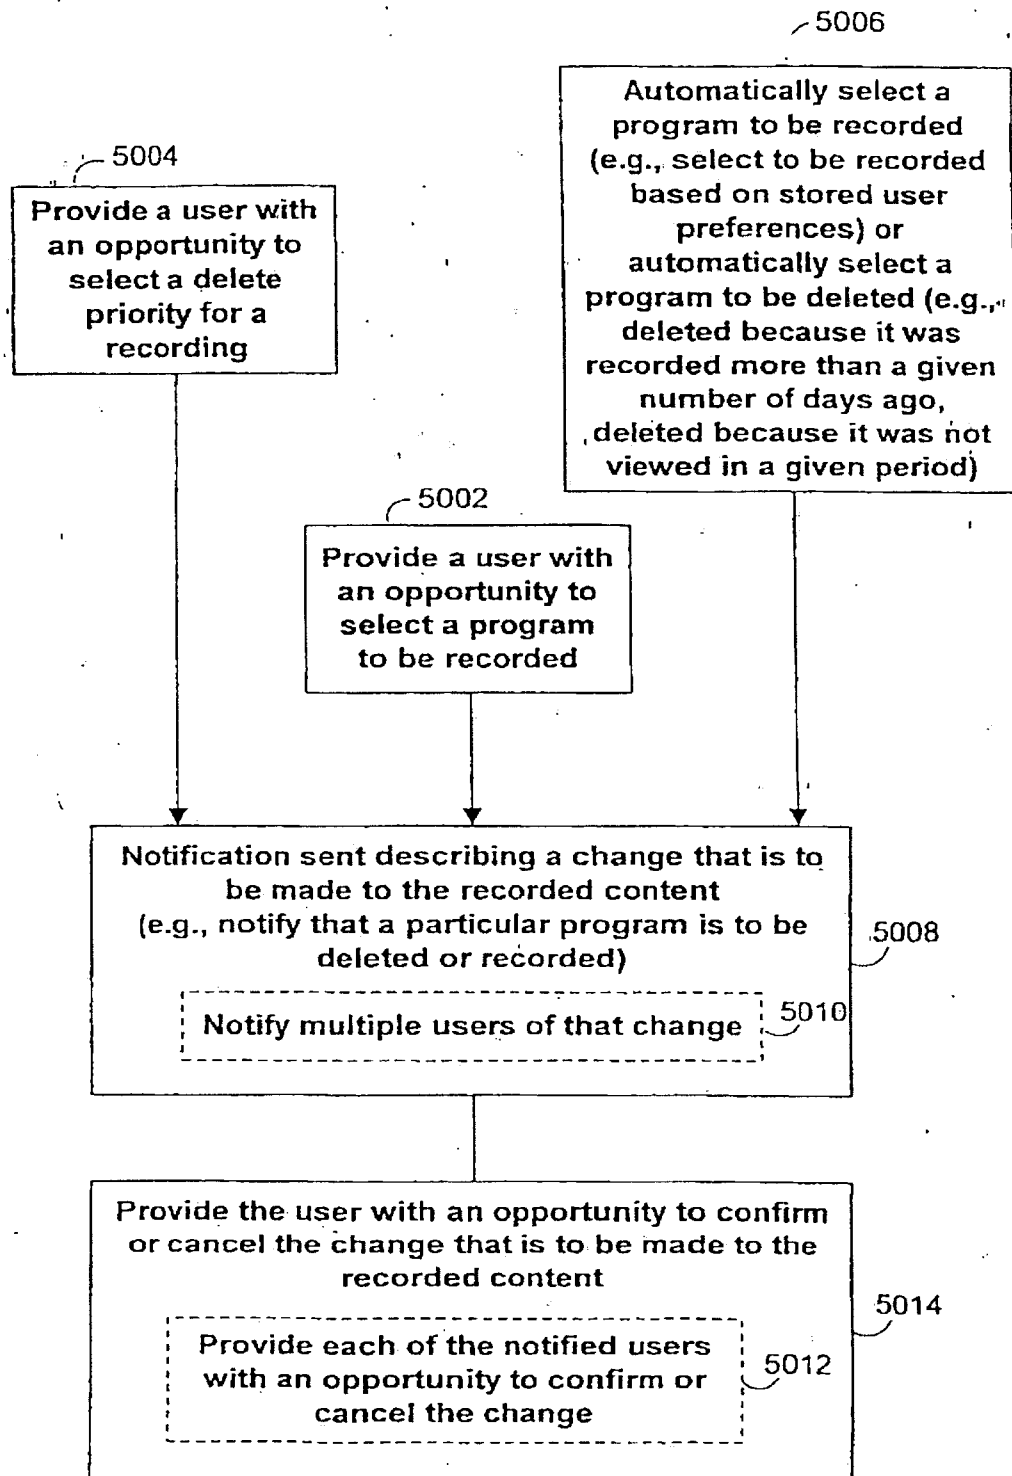 5006
Automatically select a
program to be recorded
(e.g., select to be recorded
based on stored user
preferences) or
automatically select a
program to be deleted (e.g.,
deleted because it was
recorded more than a given
number of days ago,
deleted because it was not
viewed in a given period)
5004
Provide a user with
an opportunity to
select a delete
priority for a
recording
5002
Provide a user with
an opportunity to
select a program
to be recorded
Notification sent describing a change that is to
be made to the recorded content
(e.g., notify that a particular program is to be
deleted or recorded)
5008
Notify multiple users of that change
5010
Provide the user with an opportunity to confirm
or cancel the change that is to be made to the
recorded content
5014
Provide each of the notified users
with an opportunity to confirm or
cancel the change
5012